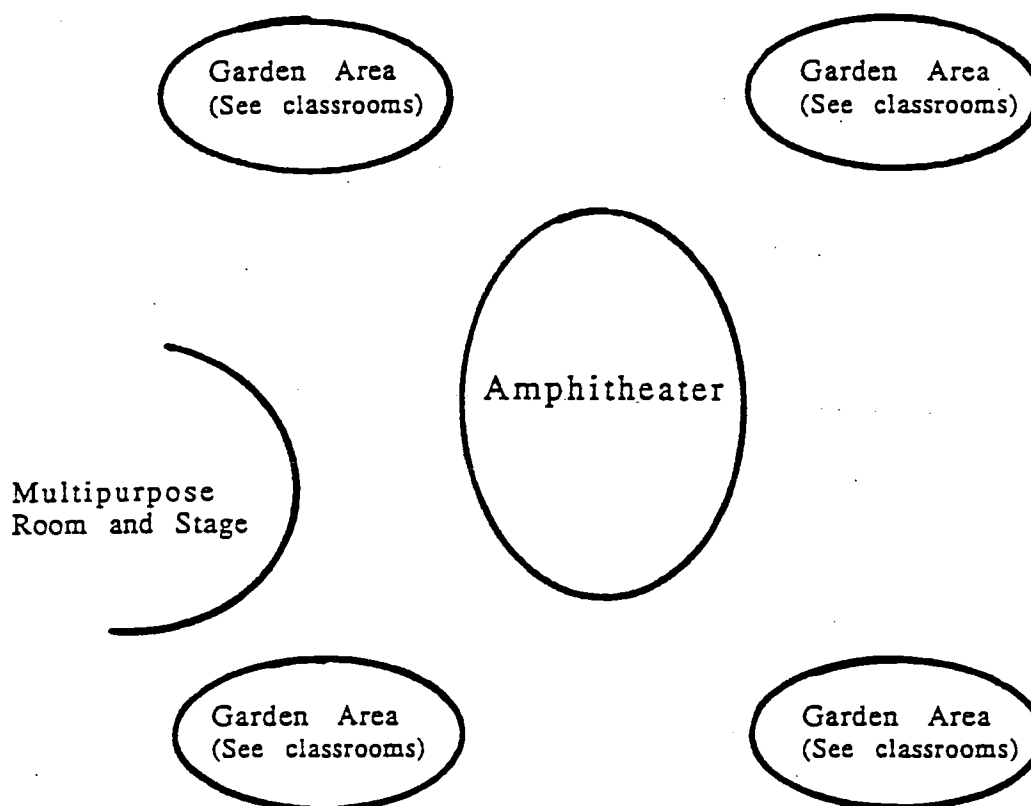 Garden Area
(See classrooms)
Garden Area
(See classrooms)
Amphitheater
Multipurpose
Room and Stage
Garden Area
(See classrooms)
Garden Area
(See classrooms)